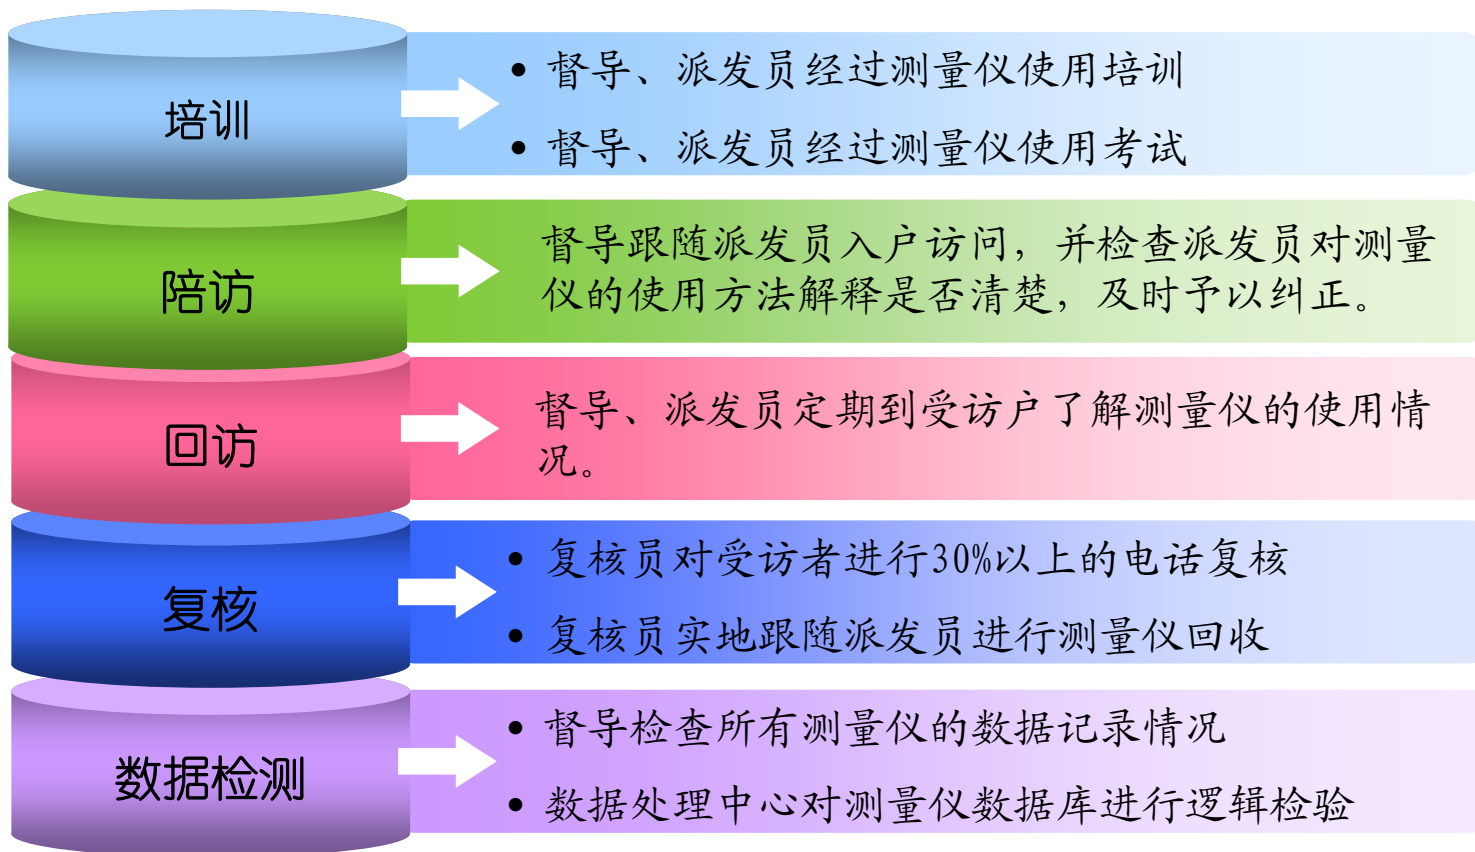 培训
• 督导、派发员经过测量仪使用培训
• 督导、派发员经过测量仪使用考试
陪访
督导跟随派发员入户访问，并检查派发员对测量
仪的使用方法解释是否清楚，及时予以纠正。
回访
督导、派发员定期到受访户了解测量仪的使用情
况。
复核
• 复核员对受访者进行30%以上的电话复核
• 复核员实地跟随派发员进行测量仪回收
数据检测
• 督导检查所有测量仪的数据记录情况
• 数据处理中心对测量仪数据库进行逻辑检验